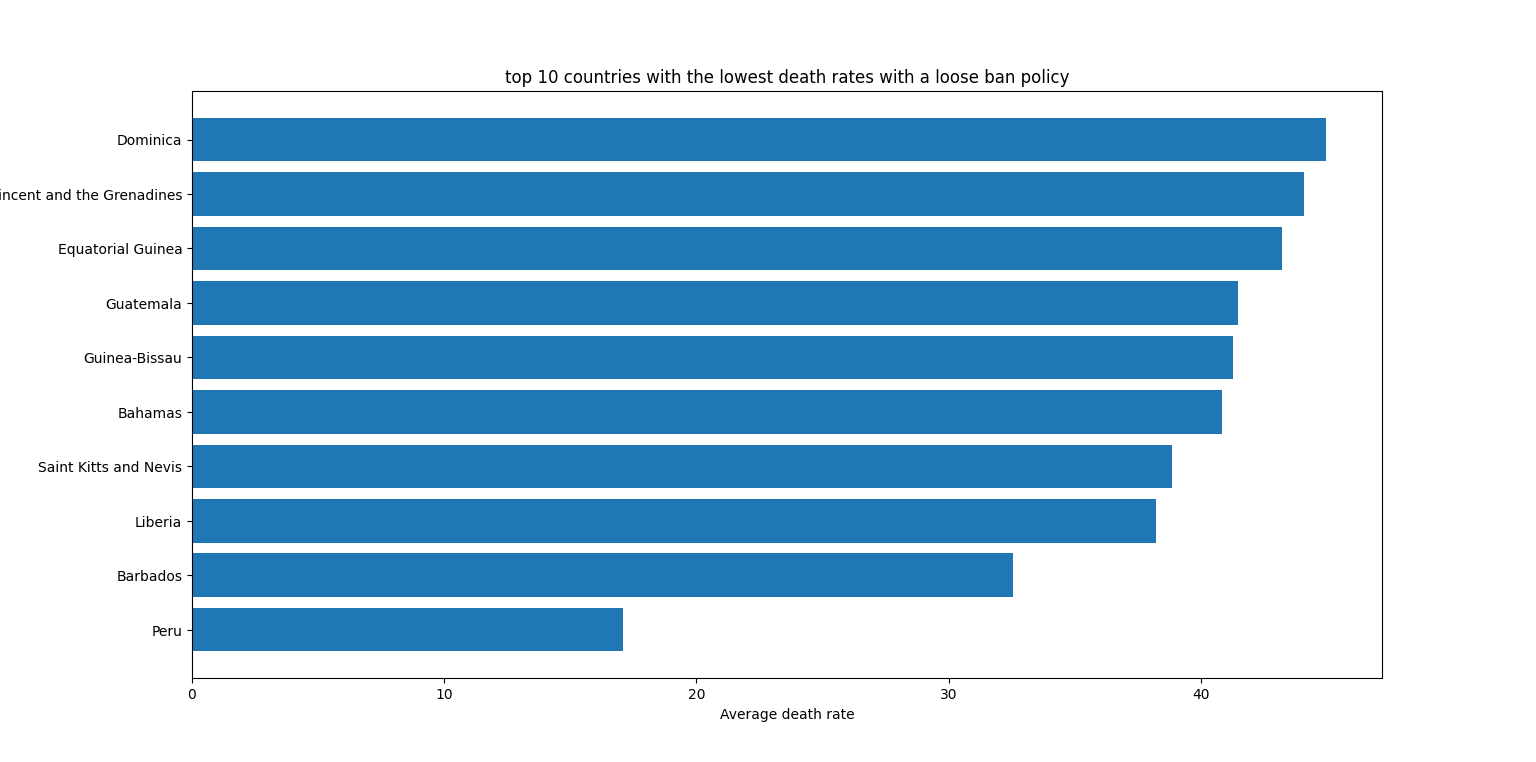 top 10 countries with the lowest death rates with a loose ban policy
Dominica
incent and the Grenadines
Equatorial Guinea
Guatemala
Guinea-Bissau
Bahamas
Saint Kitts and Nevis
Liberia
Barbados
Peru
0 10 20 30 40
Average death rate